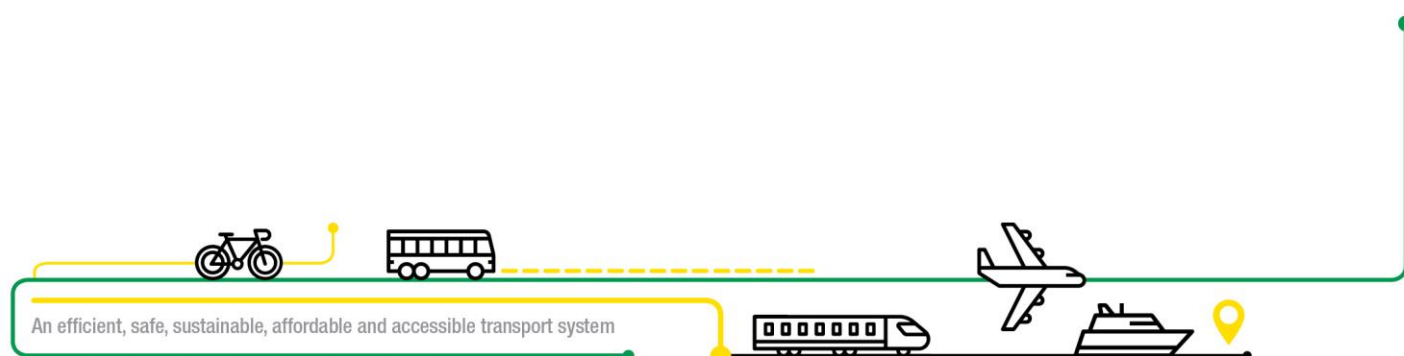 An efficient, safe, sustainable, affordable and accessible transport system